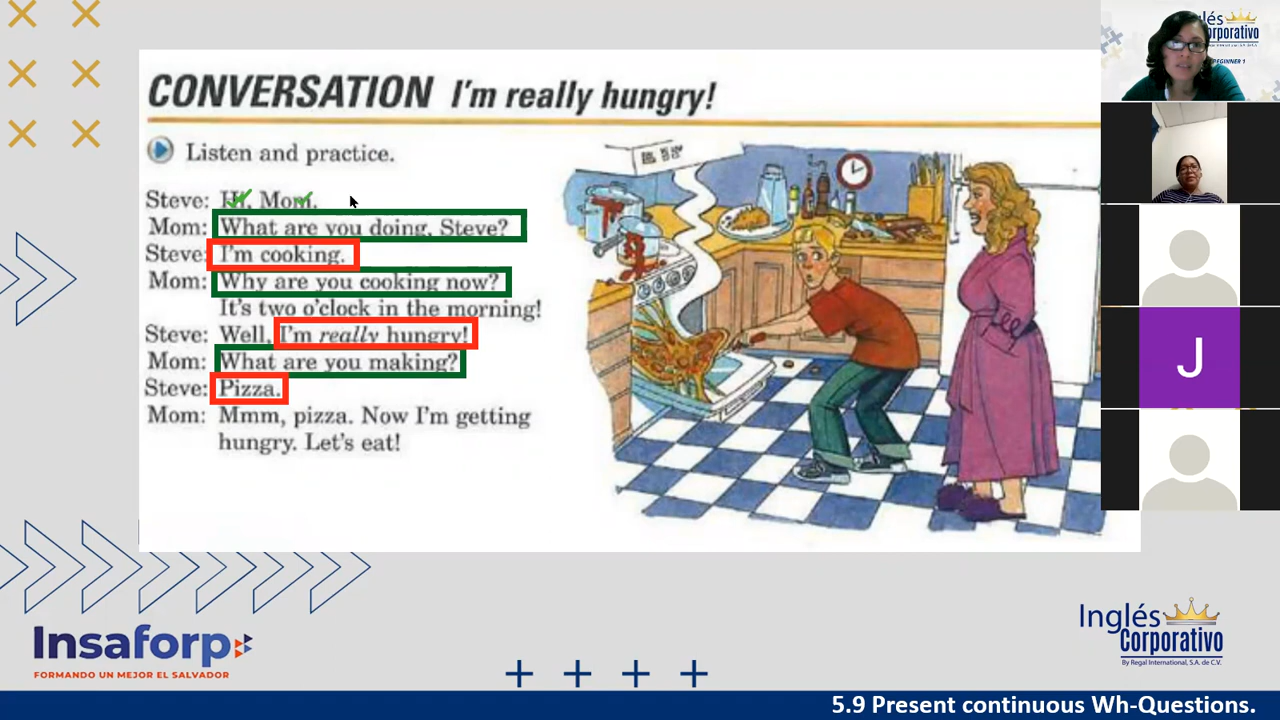 CONVERSATION I'm really hungry!
Listen and practice.
Steve: Hi, Mom.
Mom: What are you doing, Steve?
Steve: I'm cooking.
Mom: Why are you cooking now?
It's two o'clock in the morning!
Steve: Well, I'm really hungry!
Mom: What are you making?
Steve: Pizza.
Mom: Mmm, pizza. Now I'm getting
hungry. Let's eat!
J
Insaforp
FORMANDO UN MEJOR EL SALVADOR
Inglés
Corporativo
By Regal International, S.A. de C.V.
5.9 Present continuous Wh-Questions.